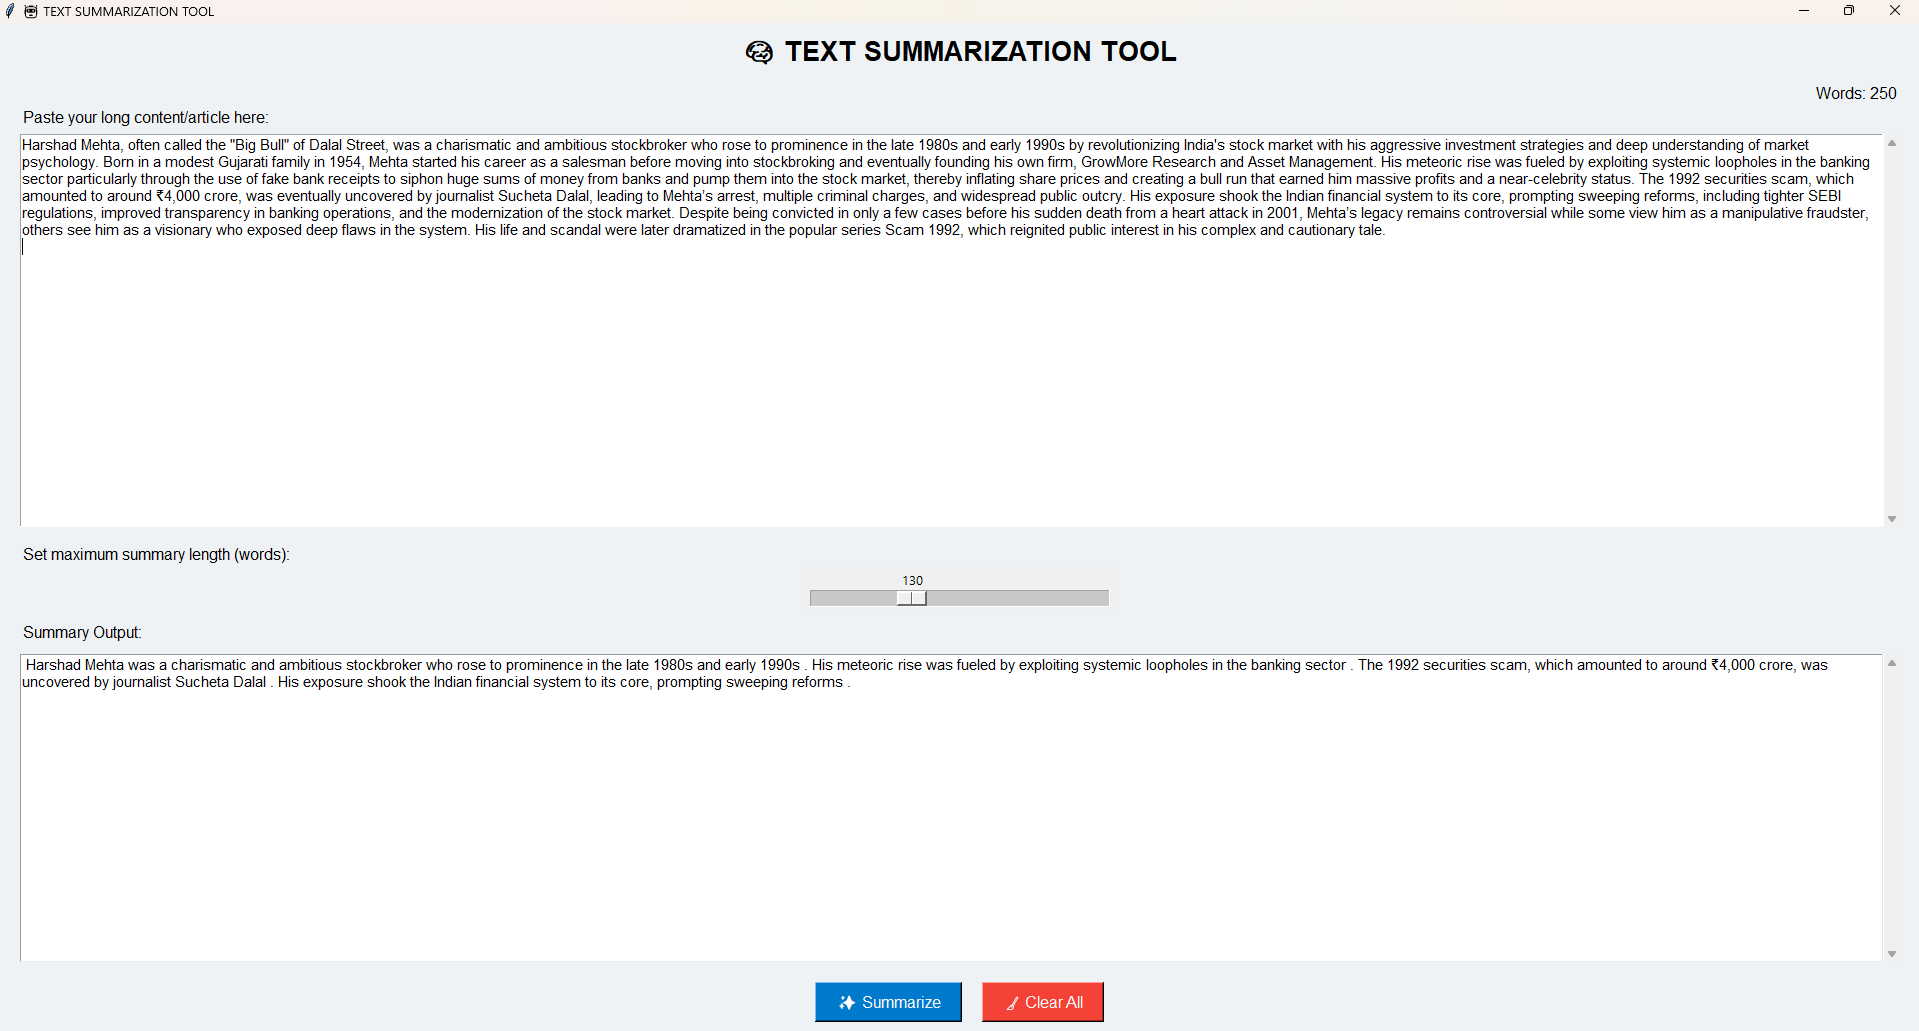 TEXT SUMMARIZATION TOOL
TEXT SUMMARIZATION TOOL
Words: 250
Paste your long content/article here:
Harshad Mehta, often called the "Big Bull" of Dalal Street, was a charismatic and ambitious stockbroker who rose to prominence in the late 1980s and early 1990s by revolutionizing India's stock market with his aggressive investment strategies and deep understanding of market
psychology. Born in a modest Gujarati family in 1954, Mehta started his career as a salesman before moving into stockbroking and eventually founding his own firm, GrowMore Research and Asset Management. His meteoric rise was fueled by exploiting systemic loopholes in the banking
sector particularly through the use of fake bank receipts to siphon huge sums of money from banks and pump them into the stock market, thereby inflating share prices and creating a bull run that earned him massive profits and a near-celebrity status. The 1992 securities scam, which
amounted to around ₹4,000 crore, was eventually uncovered by journalist Sucheta Dalal, leading to Mehta's arrest, multiple criminal charges, and widespread public outcry. His exposure shook the Indian financial system to its core, prompting sweeping reforms, including tighter SEBI
regulations, improved transparency in banking operations, and the modernization of the stock market. Despite being convicted in only a few cases before his sudden death from a heart attack in 2001, Mehta's legacy remains controversial while some view him as a manipulative fraudster,
others see him as a visionary who exposed deep flaws in the system. His life and scandal were later dramatized in the popular series Scam 1992, which reignited public interest in his complex and cautionary tale.
Set maximum summary length (words):
130
Summary Output:
Harshad Mehta was a charismatic and ambitious stockbroker who rose to prominence in the late 1980s and early 1990s . His meteoric rise was fueled by exploiting systemic loopholes in the banking sector . The 1992 securities scam, which amounted to around ₹4,000 crore, was
uncovered by journalist Sucheta Dalal . His exposure shook the Indian financial system to its core, prompting sweeping reforms .
Summarize
Clear All